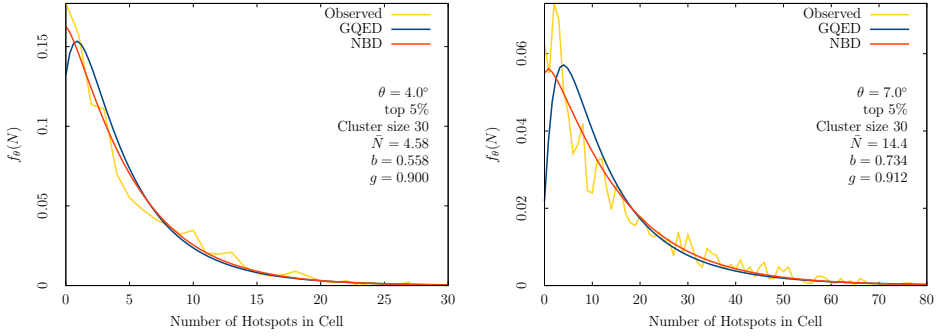 Observed
GQED
NBD
θ = 4.0°
top 5%
Cluster size 30
N̄ = 4.58
b = 0.558
g = 0.900
f_θ(N)
0.15
0.1
0.05
0
0 5 10 15 20 25 30
Number of Hotspots in Cell
Observed
GQED
NBD
θ = 7.0°
top 5%
Cluster size 30
N̄ = 14.4
b = 0.734
g = 0.912
f_θ(N)
0.06
0.04
0.02
0
0 10 20 30 40 50 60 70 80
Number of Hotspots in Cell